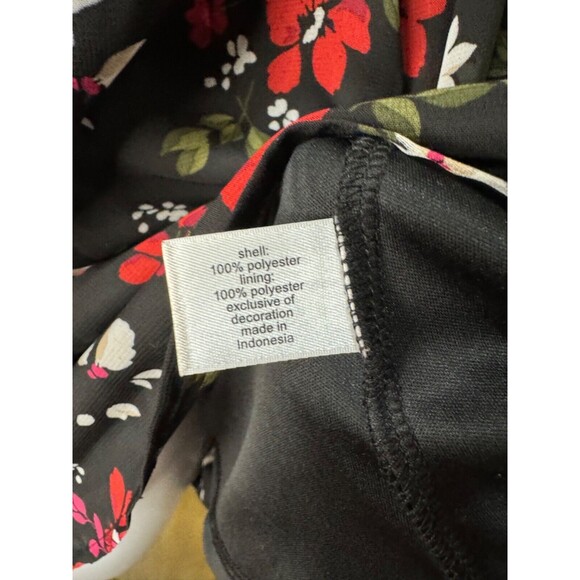 shell:
100% polyester
lining:
100% polyester
exclusive of
decoration
made in
Indonesia